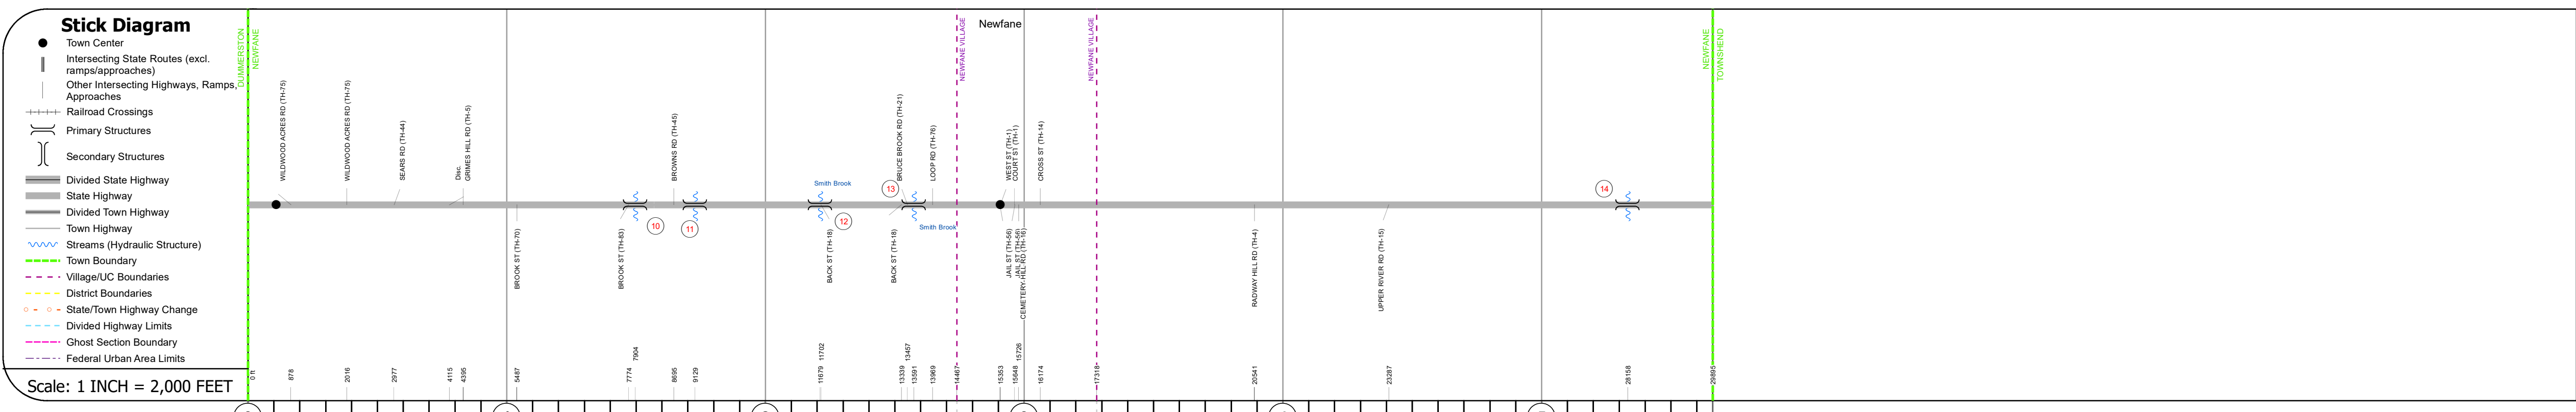 Stick Diagram
Town Center
Intersecting State Routes (excl.
ramps/approaches)
Other Intersecting Highways, Ramps,
Approaches
Railroad Crossings
Primary Structures
Secondary Structures
Divided State Highway
State Highway
Divided Town Highway
Town Highway
Streams (Hydraulic Structure)
Town Boundary
Village/UC Boundaries
District Boundaries
State/Town Highway Change
Divided Highway Limits
Ghost Section Boundary
Federal Urban Area Limits
Scale: 1 INCH = 2,000 FEET
DUMMERSTON
NEWFANE
Newfane
NEWFANE VILLAGE
NEWFANE VILLAGE
NEWFANE
TOWNSHEND
WILDWOOD ACRES RD (TH-75)
WILDWOOD ACRES RD (TH-75)
SEARS RD (TH-44)
Disc.
GRIMES HILL RD (TH-5)
BROWNS RD (TH-45)
BRUCE BROOK RD (TH-21)
LOOP RD (TH-76)
WEST ST (TH-1)
COURT ST (TH-1)
CROSS ST (TH-14)
Smith Brook
13
14
10
11
12
Smith Brook
BROOK ST (TH-70)
BROOK ST (TH-83)
BACK ST (TH-18)
BACK ST (TH-18)
JAIL ST (TH-56)
JAIL ST (TH-56)
CEMETERY HILL RD (TH-16)
RADWAY HILL RD (TH-4)
UPPER RIVER RD (TH-15)
0 ft
878
2016
2977
4115
4395
5487
7774
7904
8695
9129
11679
11702
13339
13457
13591
13969
14467
15353
15648
15726
16174
17318
20541
23287
28158
29895